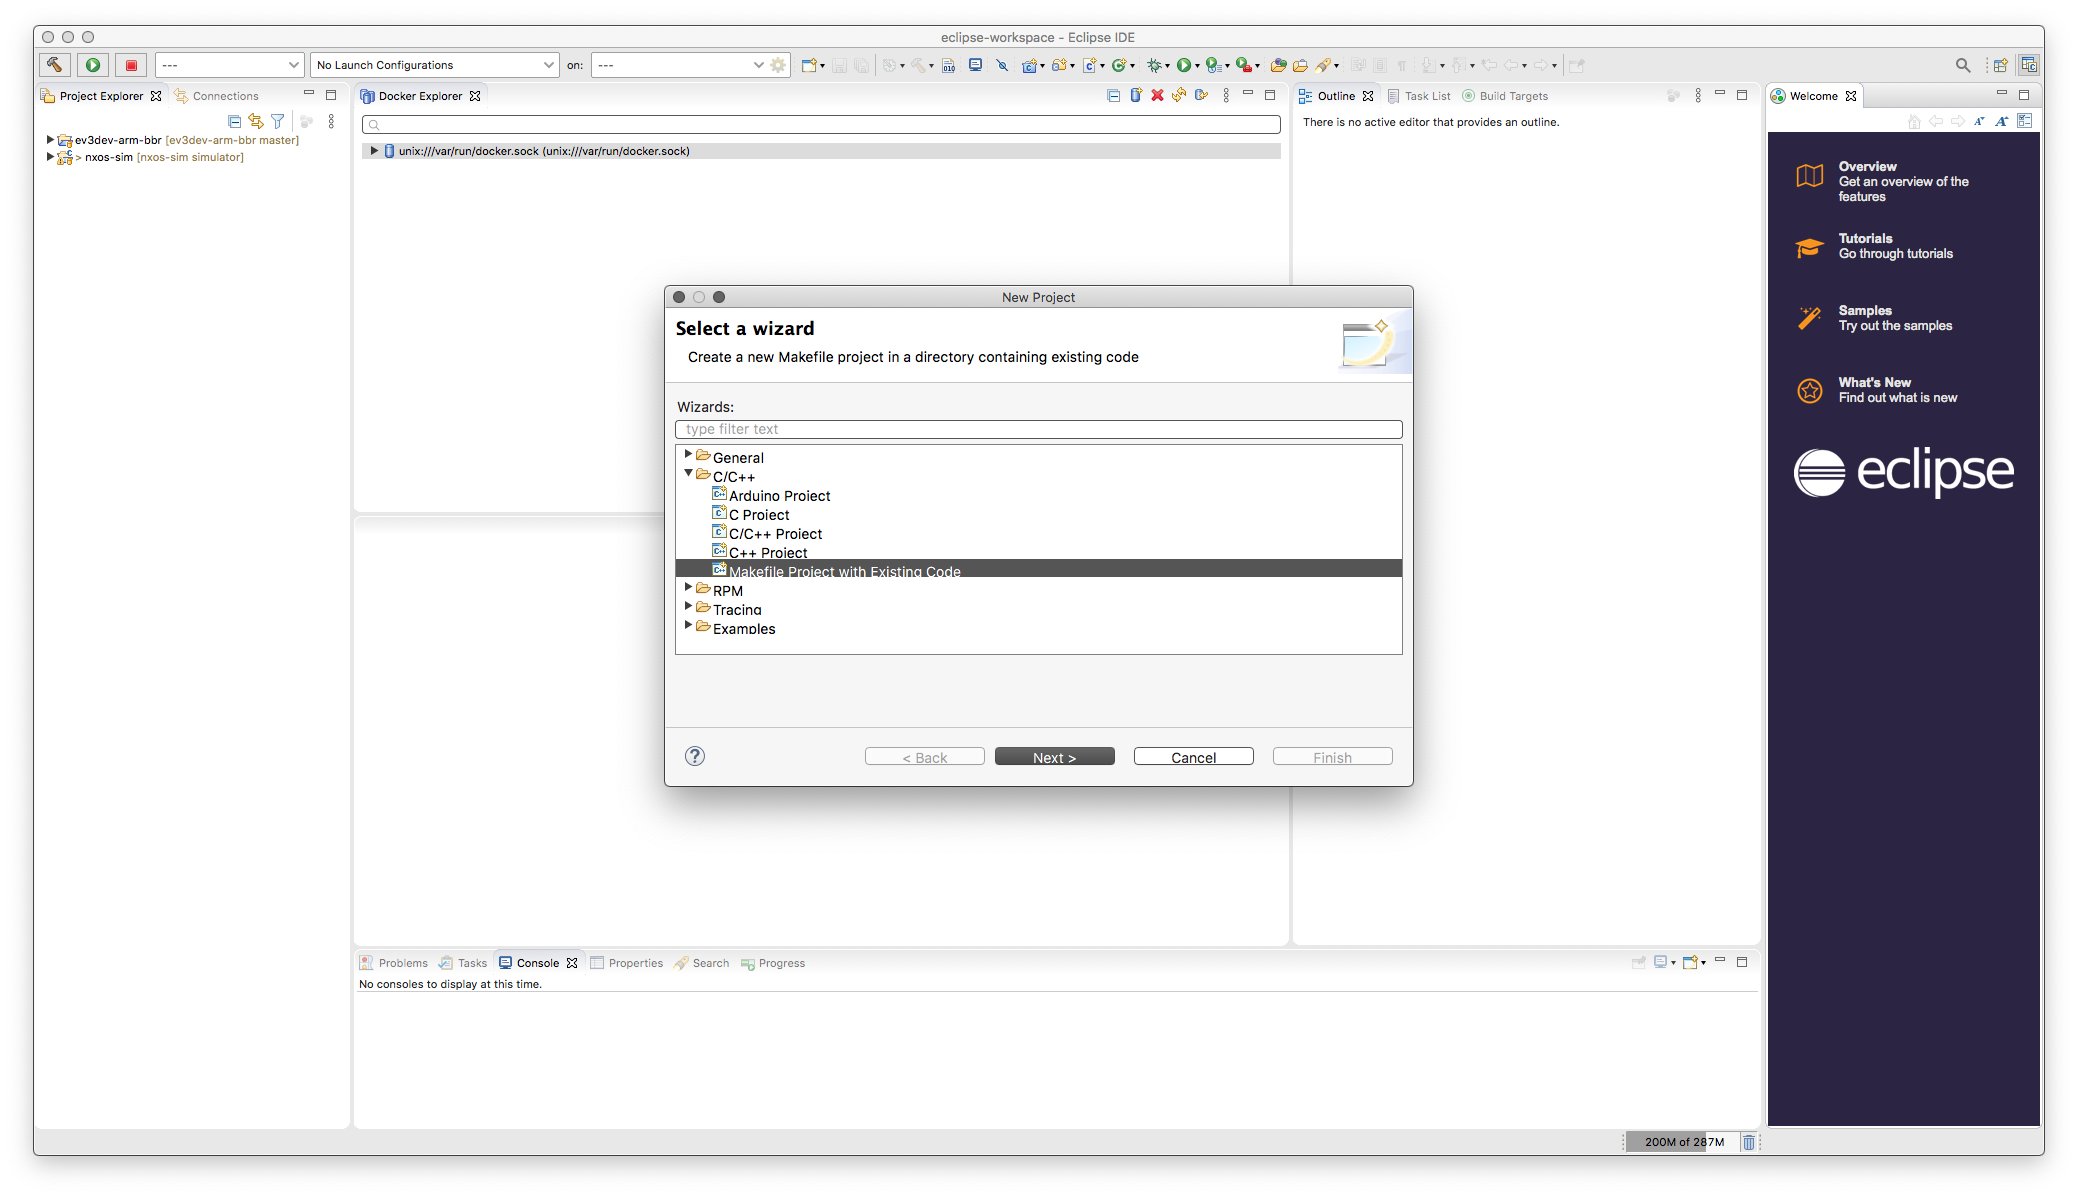 eclipse-workspace - Eclipse IDE
--- No Launch Configurations on: ---
Project Explorer Connections
ev3dev-arm-bbr [ev3dev-arm-bbr master]
> nxos-sim [nxos-sim simulator]
Docker Explorer
unix:///var/run/docker.sock (unix:///var/run/docker.sock)
Outline Task List Build Targets
There is no active editor that provides an outline.
Welcome
Overview
Get an overview of the
features
Tutorials
Go through tutorials
Samples
Try out the samples
What's New
Find out what is new
eclipse
New Project
Select a wizard
Create a new Makefile project in a directory containing existing code
Wizards:
type filter text
General
C/C++
Arduino Project
C Project
C/C++ Project
C++ Project
Makefile Project with Existing Code
RPM
Tracing
Examples
?
< Back Next > Cancel Finish
Problems Tasks Console Properties Search Progress
No consoles to display at this time.
200M of 287M